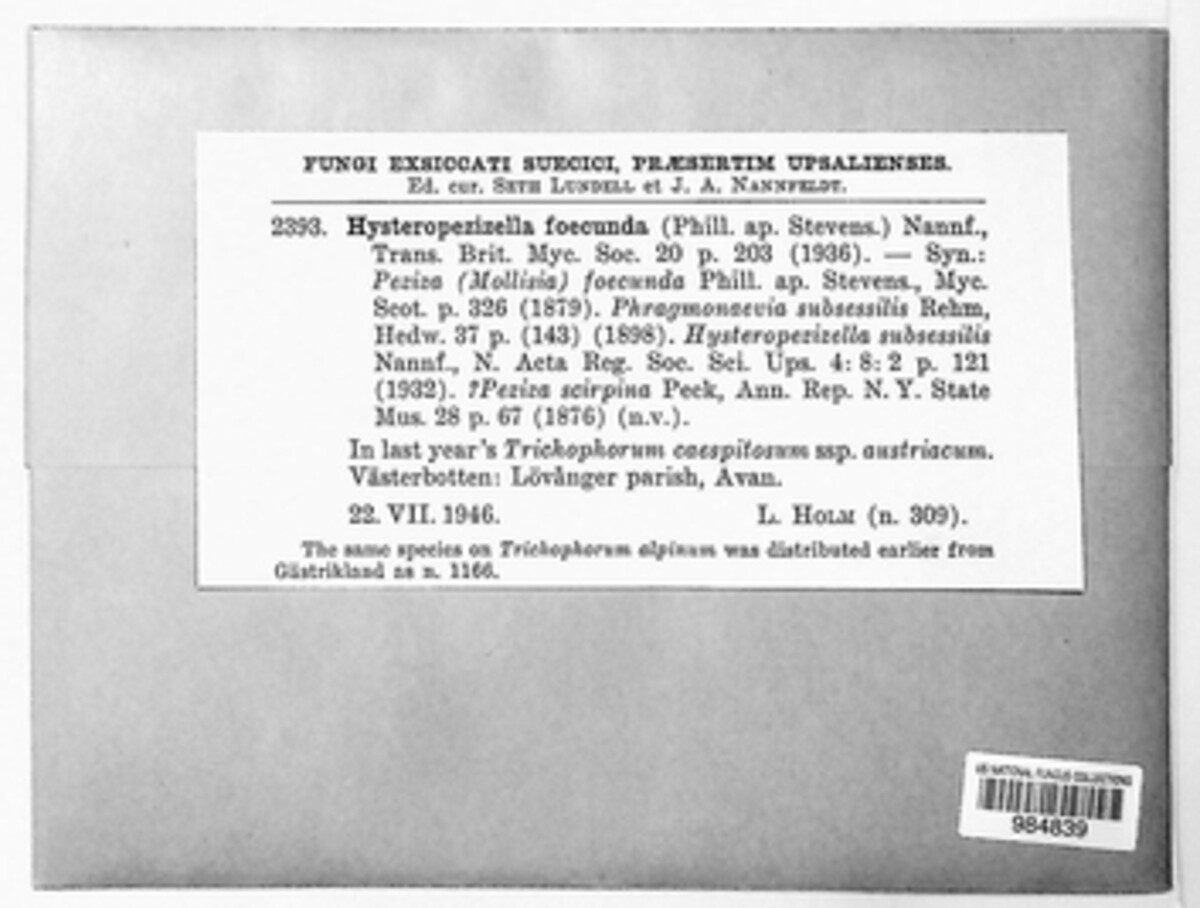 FUNGI EXSICCATI SUECICI, PRÆSERTIM UPSALIENSES.
Ed. cur. SETH LUNDELL et J. A. NANNFELDT.
2393. Hysteropezizella foecunda (Phill. ap. Stevens.) Nannf.,
Trans. Brit. Myc. Soc. 20 p. 203 (1936). — Syn.:
Peziza (Mollisia) foecunda Phill. ap. Stevens., Myc.
Scot. p. 326 (1879). Phragmonaevia subsessilis Rehm,
Hedw. 37 p. (143) (1898). Hysteropezizella subsessilis
Nannf., N. Acta Reg. Soc. Sci. Ups. 4: 8: 2 p. 121
(1932). ?Peziza scirpina Peck, Ann. Rep. N. Y. State
Mus. 28 p. 67 (1876) (n.v.).
In last year's Trichophorum caespitosum ssp. austriacum.
Västerbotten: Lövånger parish, Avan.
22. VII. 1946. L. HOLM (n. 309).
The same species on Trichophorum alpinum was distributed earlier from
Gästrikland as n. 1166.
US NATIONAL FUNGUS COLLECTIONS
984839